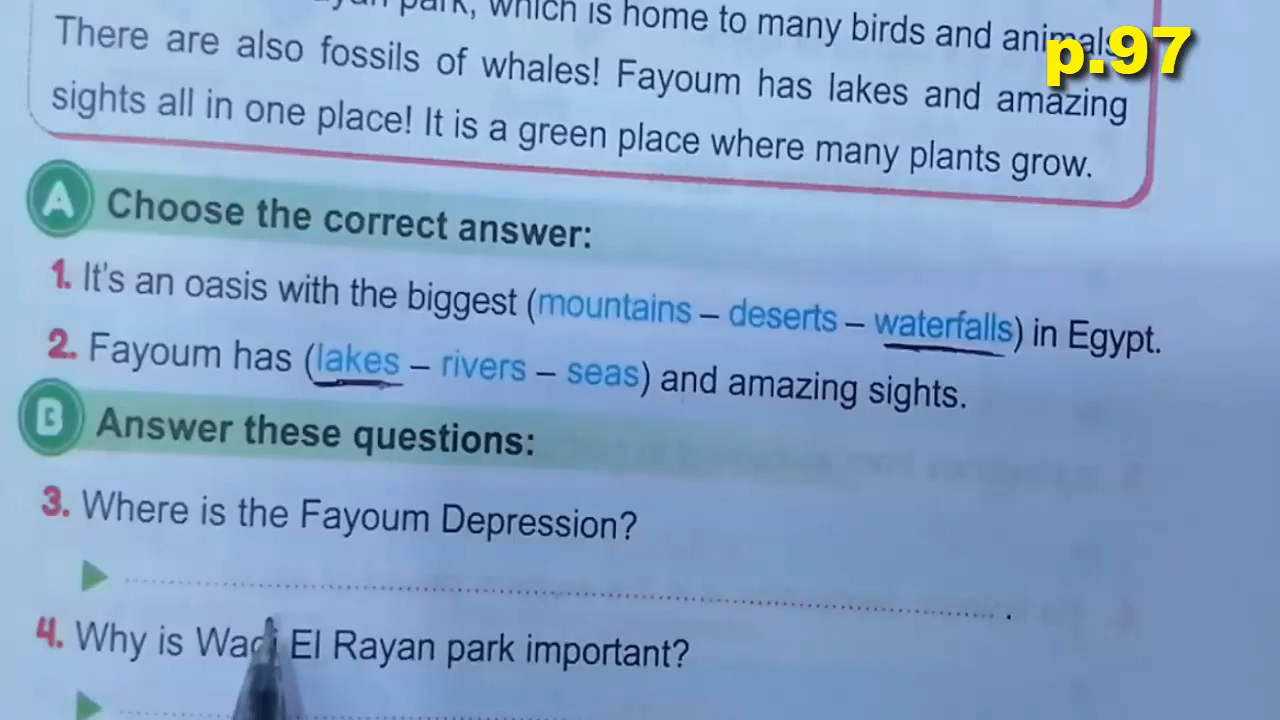 park, which is home to many birds and animals
p.97
There are also fossils of whales! Fayoum has lakes and amazing
sights all in one place! It is a green place where many plants grow.
A Choose the correct answer:
1. It's an oasis with the biggest (mountains – deserts – waterfalls) in Egypt.
2. Fayoum has (lakes – rivers – seas) and amazing sights.
B Answer these questions:
3. Where is the Fayoum Depression?
4. Why is Wadi El Rayan park important?